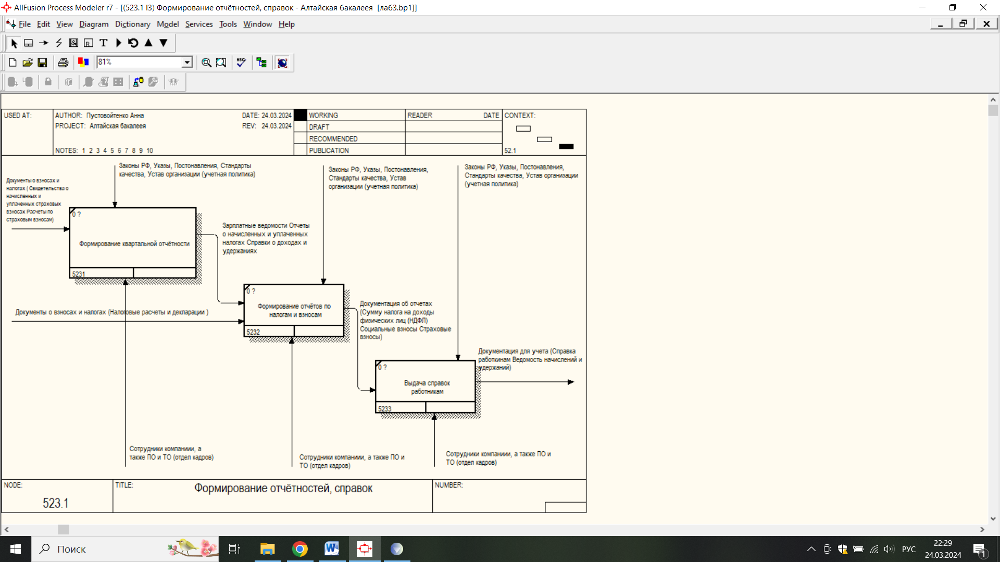 AllFusion Process Modeler r7 - [(523.1 I3) Формирование отчётностей, справок - Алтайская бакалеея [лаб3.bp1]]
File Edit View Diagram Dictionary Model Services Tools Window Help
81%
USED AT:
AUTHOR: Пустовойтенко Анна
DATE: 24.03.2024
PROJECT: Алтайская бакалеея
REV: 24.03.2024
NOTES: 1 2 3 4 5 6 7 8 9 10
WORKING
DRAFT
RECOMMENDED
PUBLICATION
READER DATE
CONTEXT:
52.1
Законы РФ, Указы, Постонавления, Стандарты
качества, Устав организации (учетная политика)
Законы РФ, Указы, Постонавления,
Стандарты качества, Устав
организации (учетная политика)
Законы РФ, Указы, Постонавления,
Стандарты качества, Устав организации
(учетная политика)
Документы о взносах и
налогах ( Свидетельства о
начисленных и
уплаченных страховых
взносах Расчеты по
страховым взносам)
0 ?
Формирование квартальной отчётности
5231
Зарплатные ведомости Отчеты
о начисленных и уплаченных
налогах Справки о доходах и
удержаниях
Документы о взносах и налогах (Налоговые расчеты и декларации )
0 ?
Формирование отчётов по
налогам и взносам
5232
Документация об отчетах
(Сумму налога на доходы
физических лиц (НДФЛ)
Социальные взносы Страховые
взносы)
0 ?
Выдача справок
работникам
5233
Документация для учета (Справка
работкинам Ведомость начислений и
удержаний)
Сотрудники компаниии, а
также ПО и ТО (отдел кадров)
Сотрудники компаниии, а также ПО и
ТО (отдел кадров)
Сотрудники компаниии, а также ПО и
ТО (отдел кадров)
NODE:
523.1
TITLE:
Формирование отчётностей, справок
NUMBER:
Поиск
РУС
22:29
24.03.2024
1